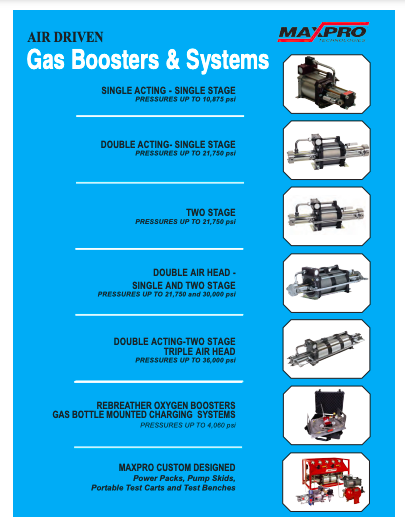 AIR DRIVEN
MAXPRO
TECHNOLOGIES
Gas Boosters & Systems
SINGLE ACTING - SINGLE STAGE
PRESSURES UP TO 10,875 psi
DOUBLE ACTING- SINGLE STAGE
PRESSURES UP TO 21,750 psi
TWO STAGE
PRESSURES UP TO 21,750 psi
DOUBLE AIR HEAD -
SINGLE AND TWO STAGE
PRESSURES UP TO 21,750 and 30,000 psi
DOUBLE ACTING-TWO STAGE
TRIPLE AIR HEAD
PRESSURES UP TO 36,000 psi
REBREATHER OXYGEN BOOSTERS
GAS BOTTLE MOUNTED CHARGING SYSTEMS
PRESSURES UP TO 4,060 psi
MAXPRO CUSTOM DESIGNED
Power Packs, Pump Skids,
Portable Test Carts and Test Benches